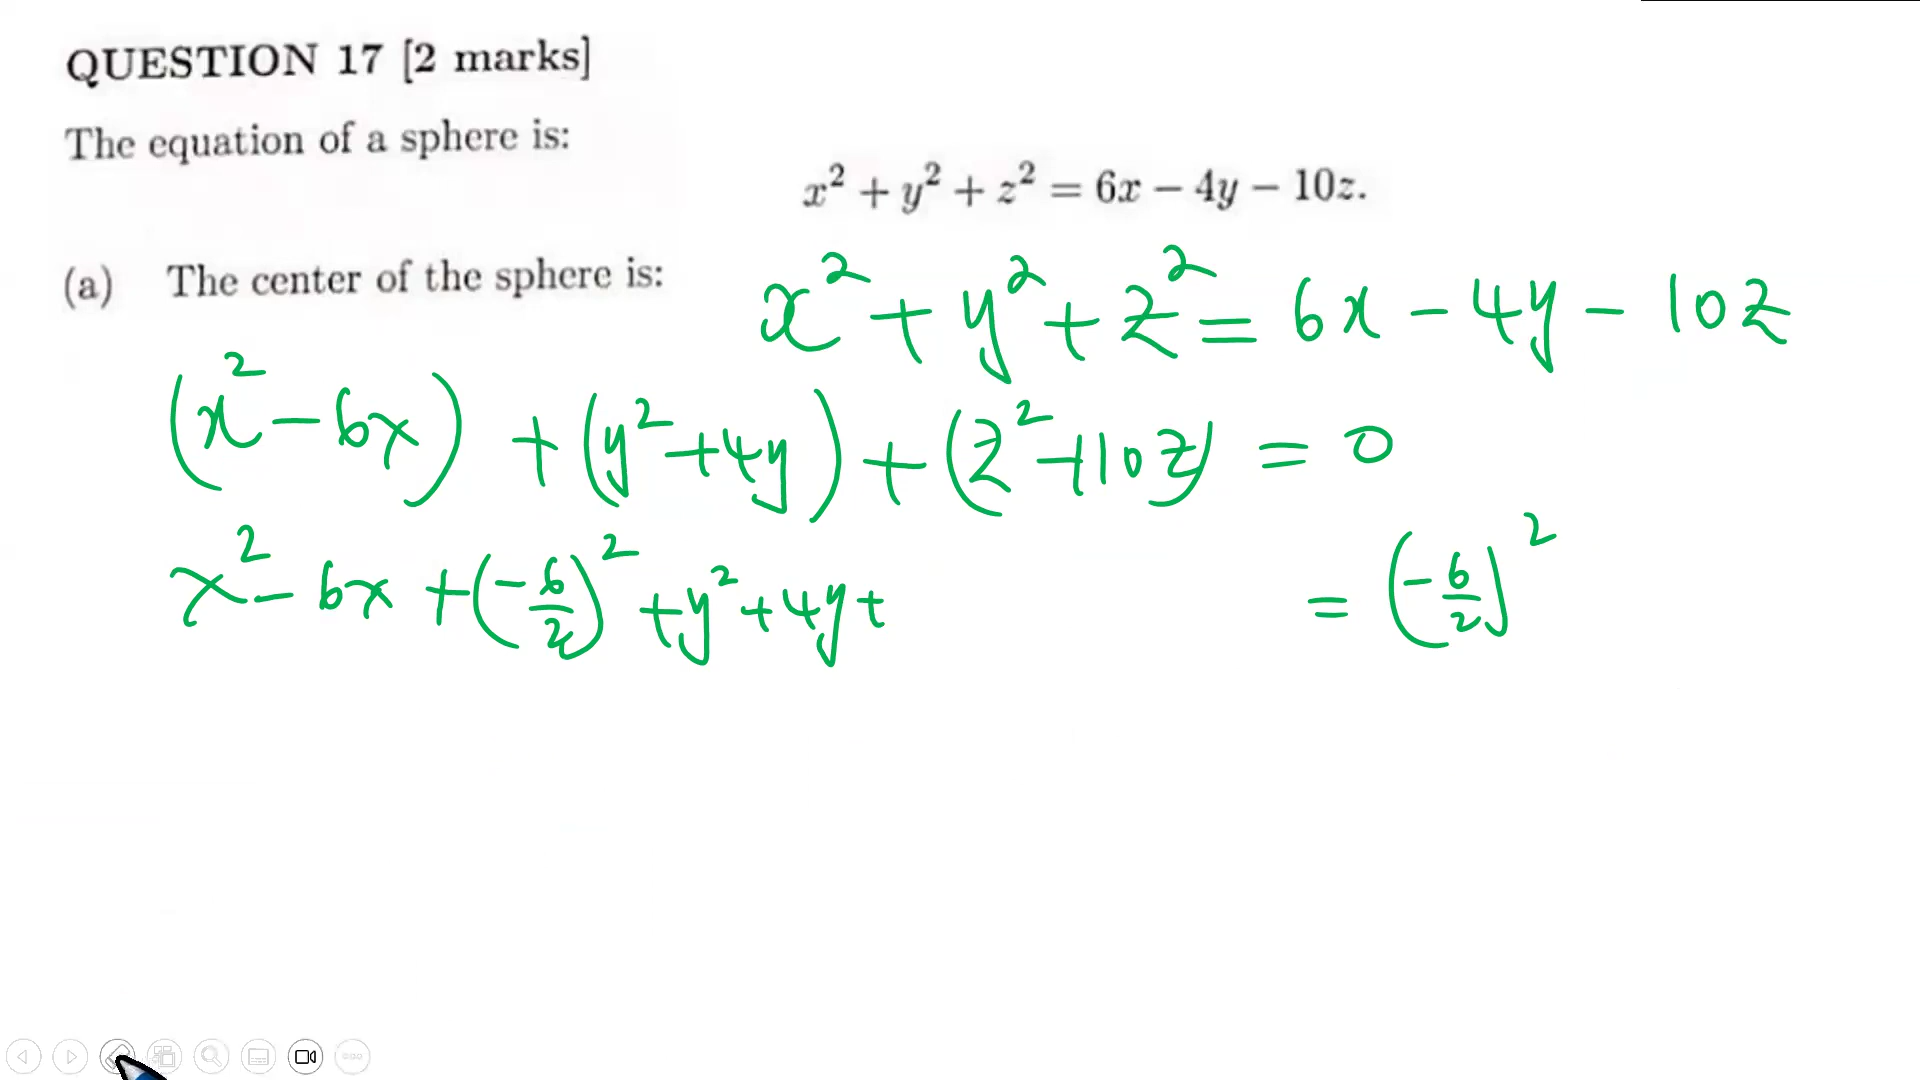 QUESTION 17 [2 marks]
The equation of a sphere is:
x² + y² + z² = 6x − 4y − 10z.
(a) The center of the sphere is:
x² + y² + z² = 6x − 4y − 10z
(x² − 6x) + (y² + 4y) + (z² + 10z) = 0
x² − 6x + (−6/2)² + y² + 4y + = (−6/2)²